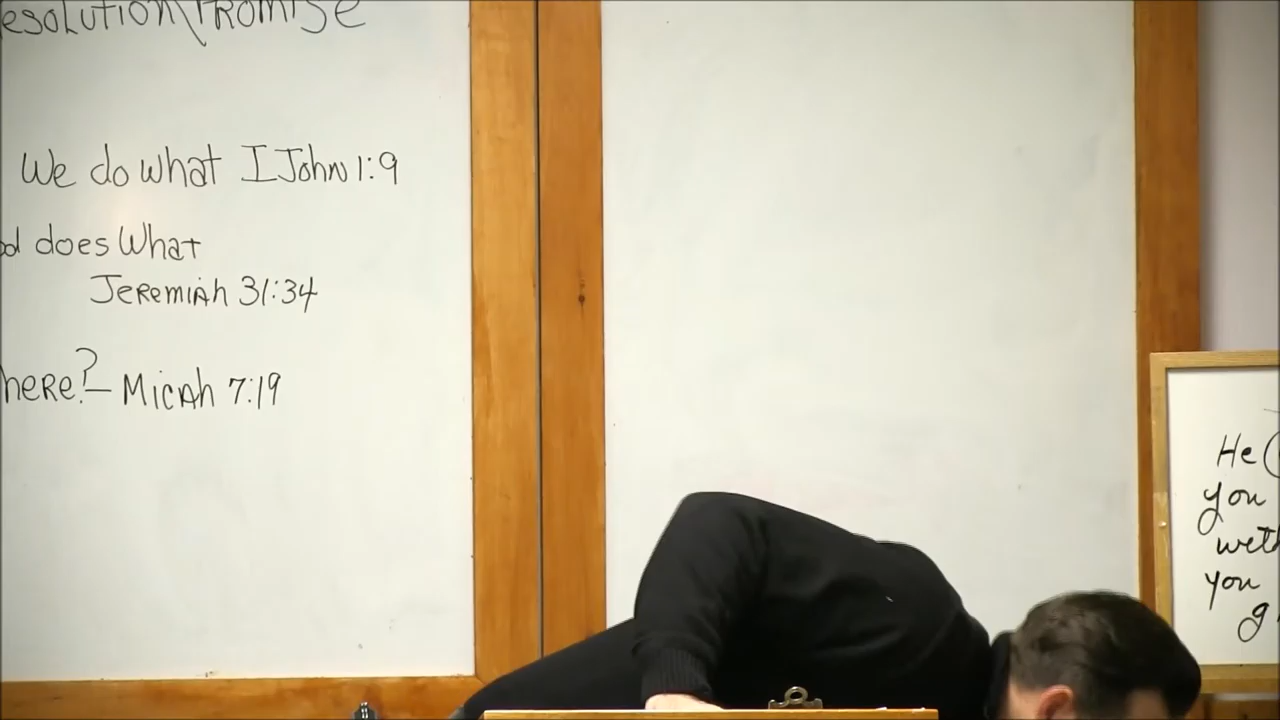 esolution\Promise
We do what I John 1:9
od does What
Jeremiah 31:34
here? - Micah 7:19
He
you
with
you